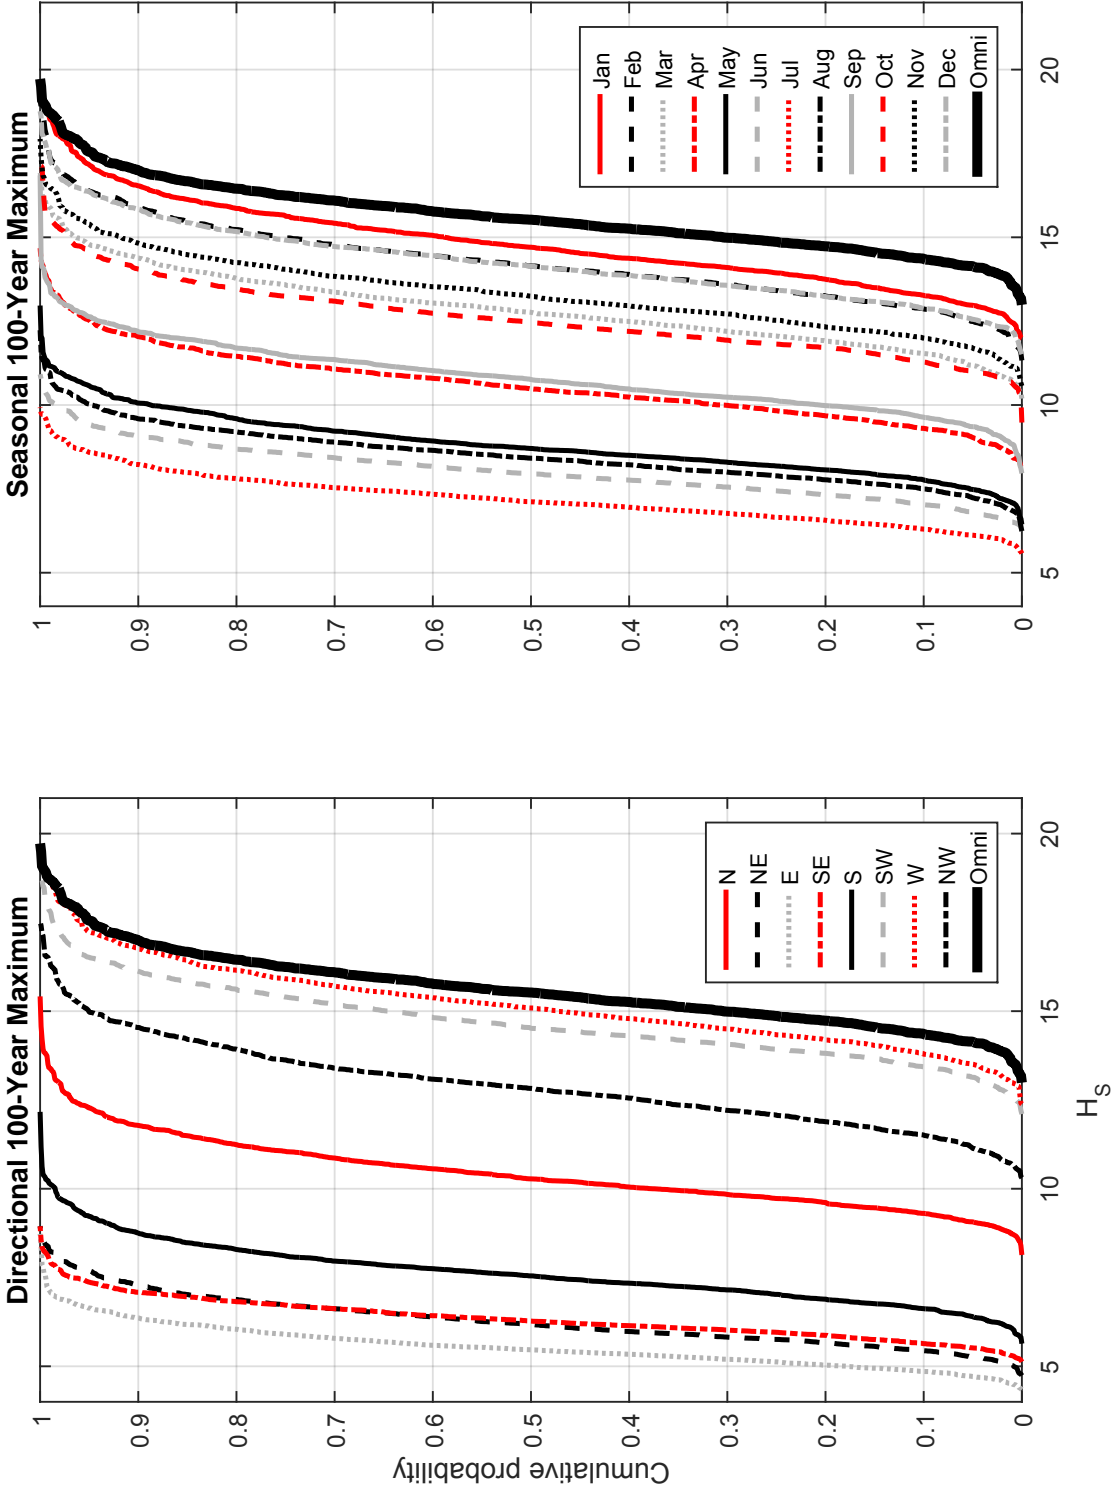 Directional 100-Year Maximum
Cumulative probability
1
0.9
0.8
0.7
0.6
0.5
0.4
0.3
0.2
0.1
0
5
10
15
20
H_S
N
NE
E
SE
S
SW
W
NW
Omni
Seasonal 100-Year Maximum
1
0.9
0.8
0.7
0.6
0.5
0.4
0.3
0.2
0.1
0
5
10
15
20
Jan
Feb
Mar
Apr
May
Jun
Jul
Aug
Sep
Oct
Nov
Dec
Omni